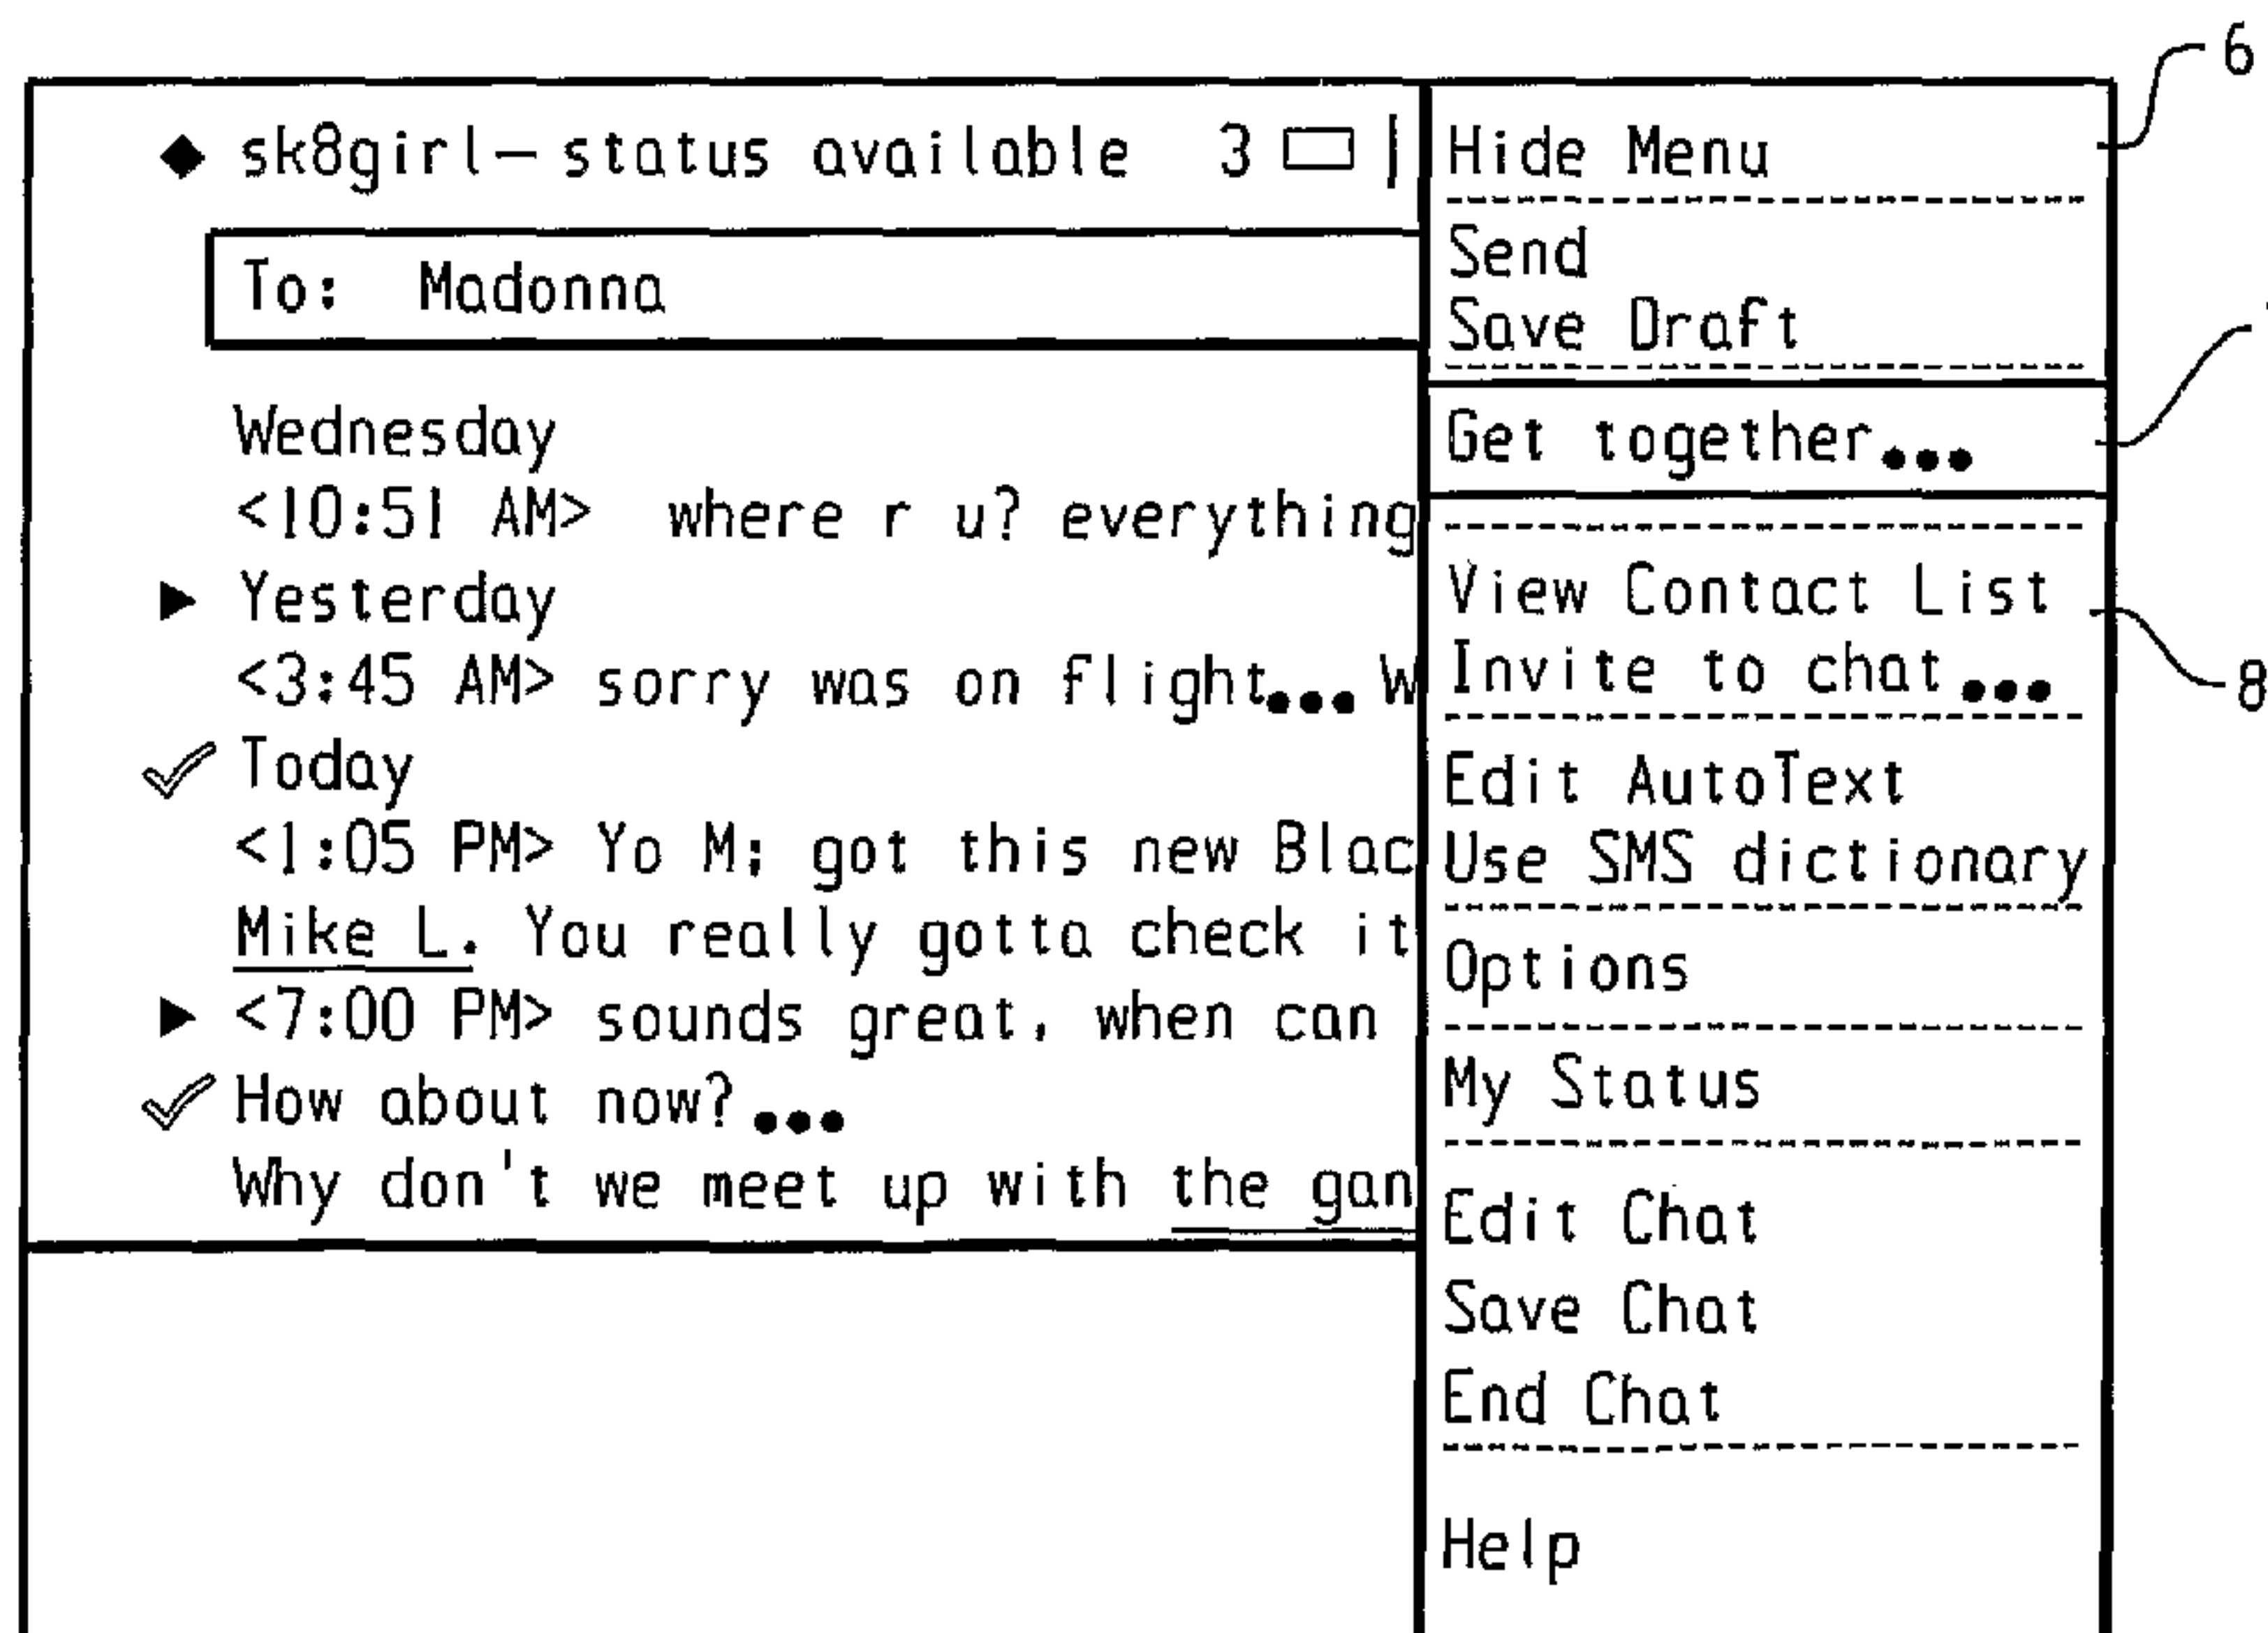 6
◆ sk8girl— status available 3
To: Madonna
Wednesday
<10:51 AM> where r u? everything
► Yesterday
<3:45 AM> sorry was on flight... W
✓ Today
<1:05 PM> Yo M; got this new Blac
Mike L. You really gotta check it
► <7:00 PM> sounds great, when can
✓ How about now?...
Why don't we meet up with the gan
Hide Menu
Send
Save Draft
Get together...
View Contact List
8
Invite to chat...
Edit AutoText
Use SMS dictionary
Options
My Status
Edit Chat
Save Chat
End Chat
Help